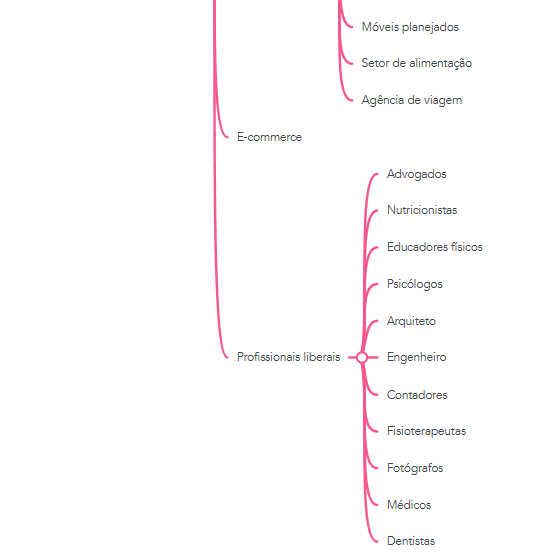 Móveis planejados
Setor de alimentação
Agência de viagem
E-commerce
Advogados
Nutricionistas
Educadores físicos
Psicólogos
Arquiteto
Profissionais liberais
Engenheiro
Contadores
Fisioterapeutas
Fotógrafos
Médicos
Dentistas